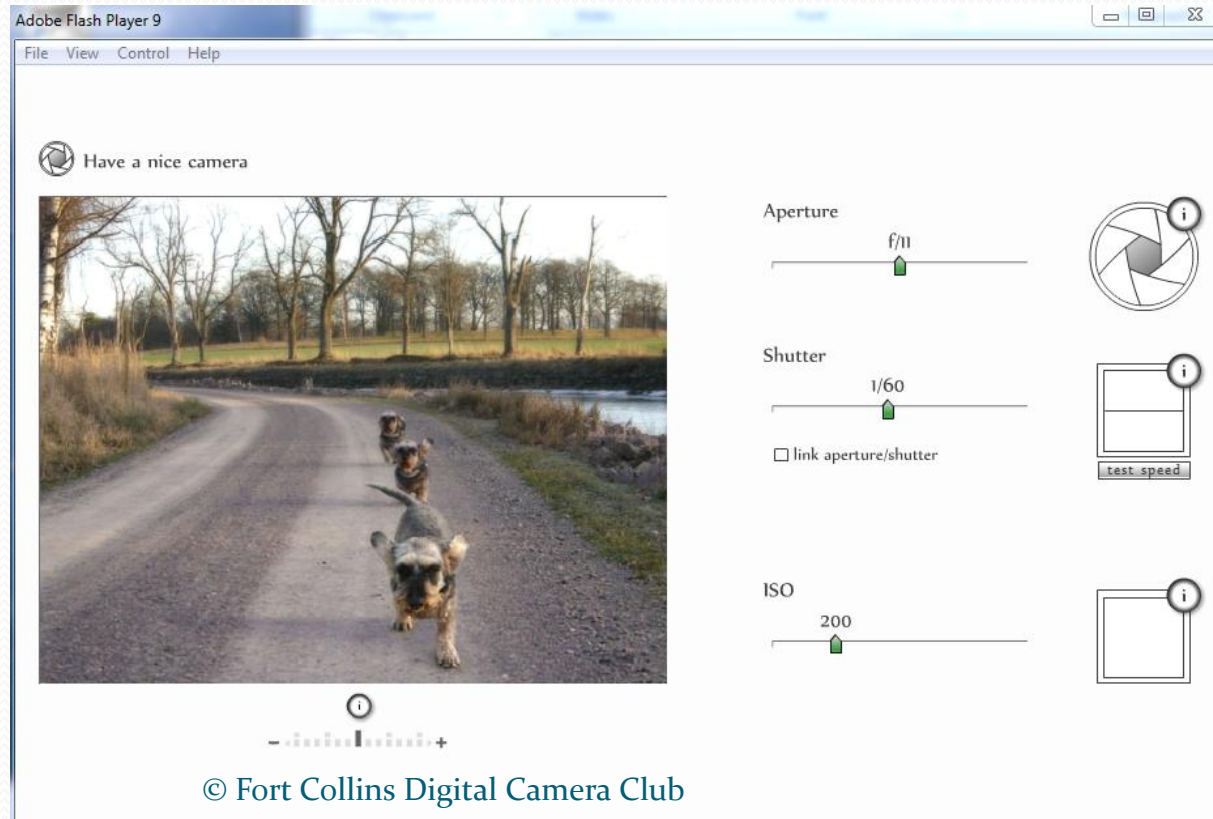 Adobe Flash Player 9
File View Control Help
Have a nice camera
Aperture
f/11
Shutter
1/60
link aperture/shutter
test speed
ISO
200
i
i
i
i
- +
© Fort Collins Digital Camera Club